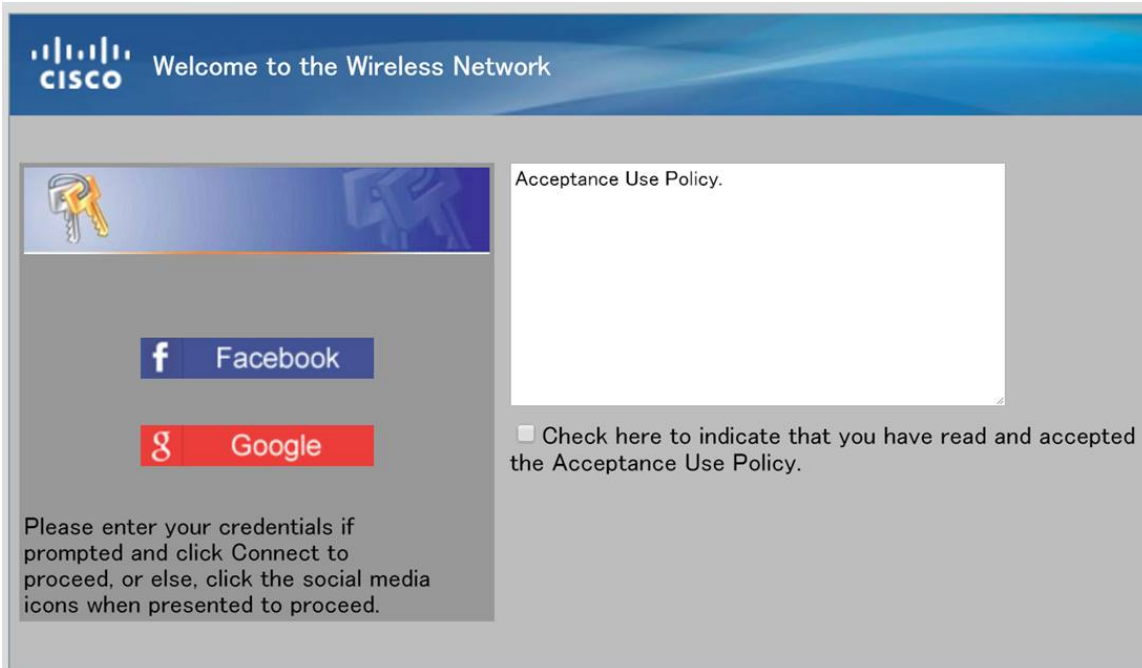 CISCO
Welcome to the Wireless Network
f Facebook
g Google
Please enter your credentials if
prompted and click Connect to
proceed, or else, click the social media
icons when presented to proceed.
Acceptance Use Policy.
Check here to indicate that you have read and accepted
the Acceptance Use Policy.